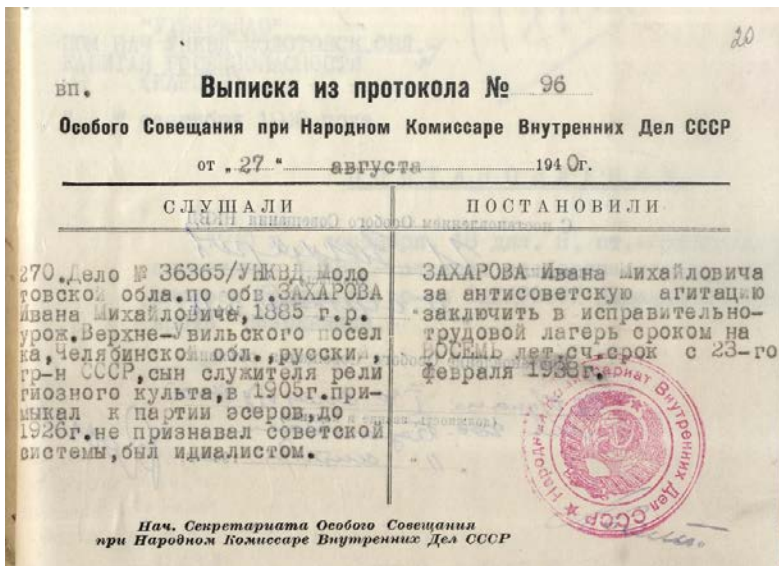 20
вп. Выписка из протокола № 96
Особого Совещания при Народном Комиссаре Внутренних Дел СССР
от „27" августа 1940г.
СЛУШАЛИ
270.Дело № 36365/УНКВД Моло
товской обла.по обв.ЗАХАРОВА
Ивана Михайловича,1885 г.р.
урож.Верхне-Увильского посел
ка,Челябинской обл.,русски,
гр-н СССР,сын служителя рели
гиозного культа,в 1905г.при-
мыкал к партии эсеров,до
1926г.не признавал советской
системы,был идиалистом.
ПОСТАНОВИЛИ
ЗАХАРОВА Ивана Михайловича
за антисоветскую агитацию
заключить в исправительно-
трудовой лагерь сроком на
ВОСЕМЬ лет,сч.срок с 23-го
февраля 1938г.
Народный Комиссариат Внутренних Дел СССР
Нач. Секретариата Особого Совещания
при Народном Комиссаре Внутренних Дел СССР